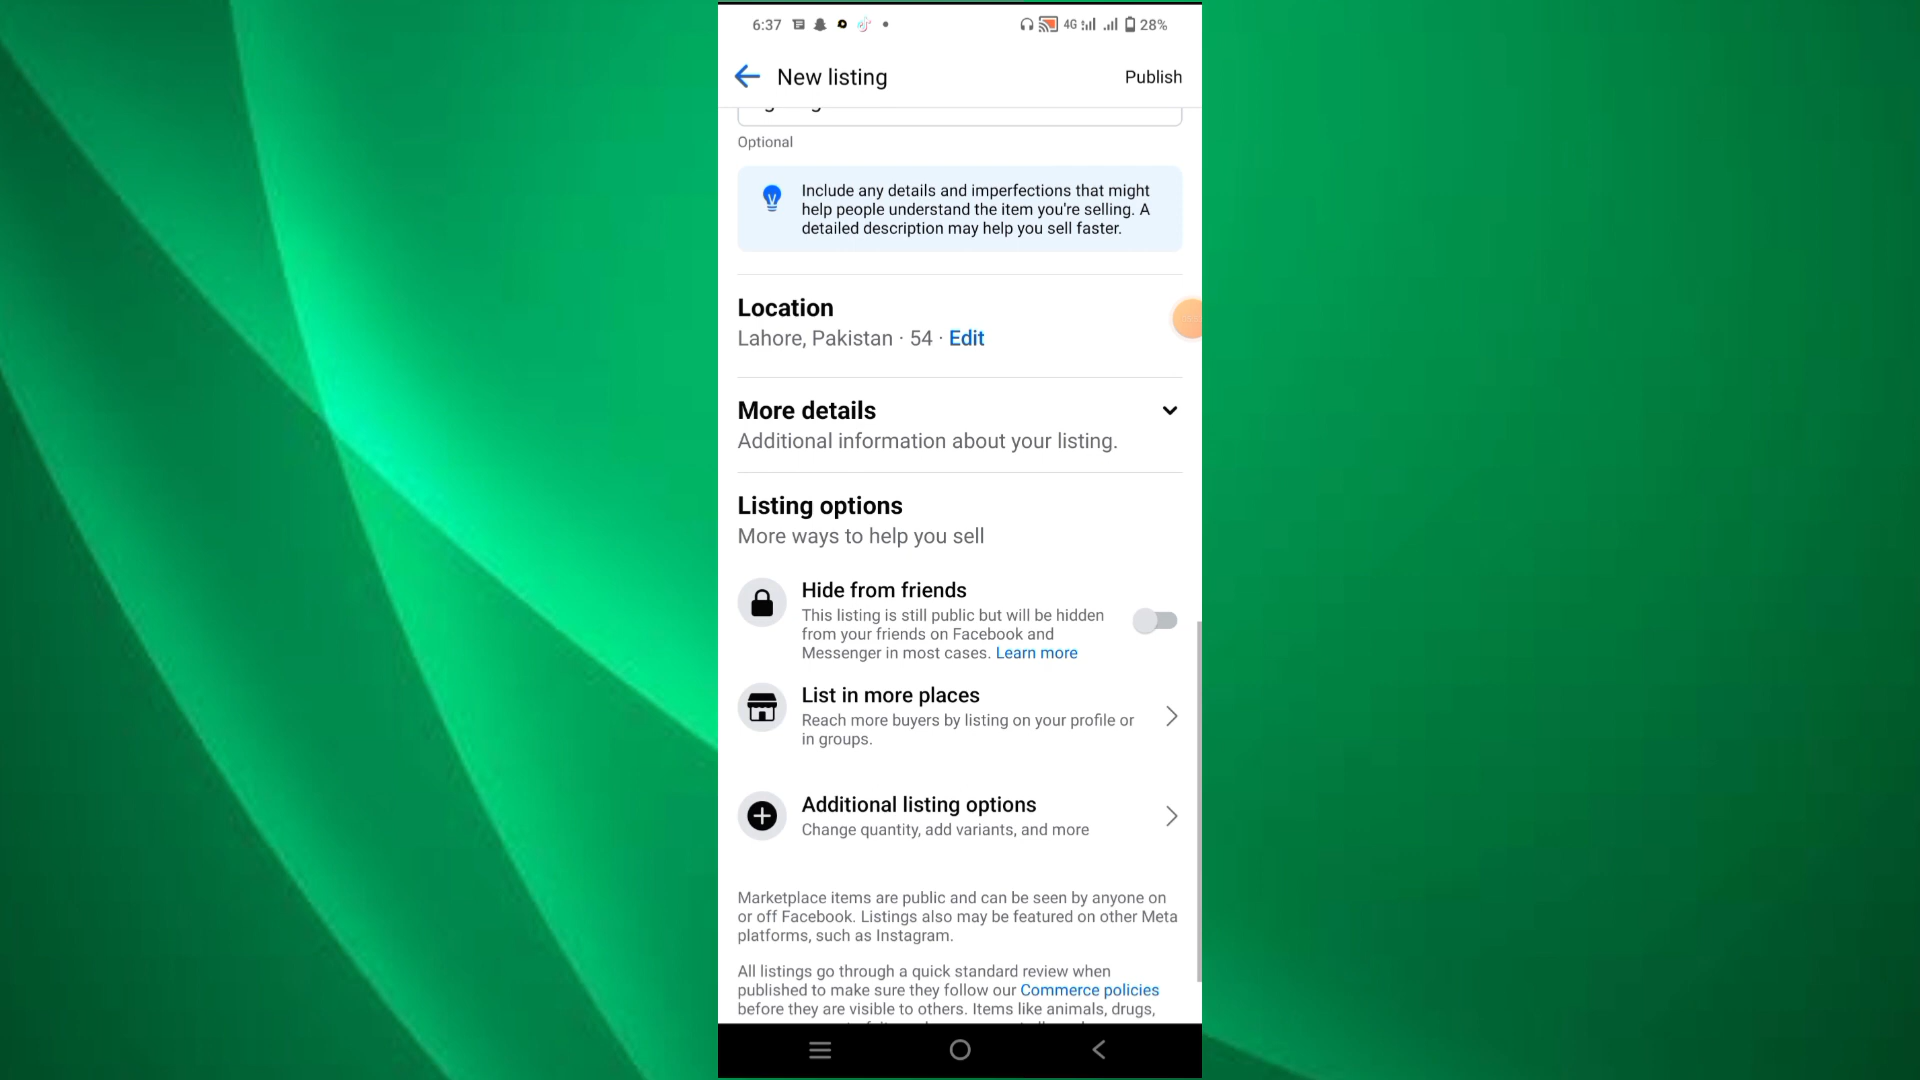 6:37 4G 28%
New listing
Publish
Optional
Include any details and imperfections that might
help people understand the item you're selling. A
detailed description may help you sell faster.
Location
Lahore, Pakistan · 54 · Edit
More details
Additional information about your listing.
Listing options
More ways to help you sell
Hide from friends
This listing is still public but will be hidden
from your friends on Facebook and
Messenger in most cases. Learn more
List in more places
Reach more buyers by listing on your profile or
in groups.
Additional listing options
Change quantity, add variants, and more
Marketplace items are public and can be seen by anyone on
or off Facebook. Listings also may be featured on other Meta
platforms, such as Instagram.
All listings go through a quick standard review when
published to make sure they follow our Commerce policies
before they are visible to others. Items like animals, drugs,